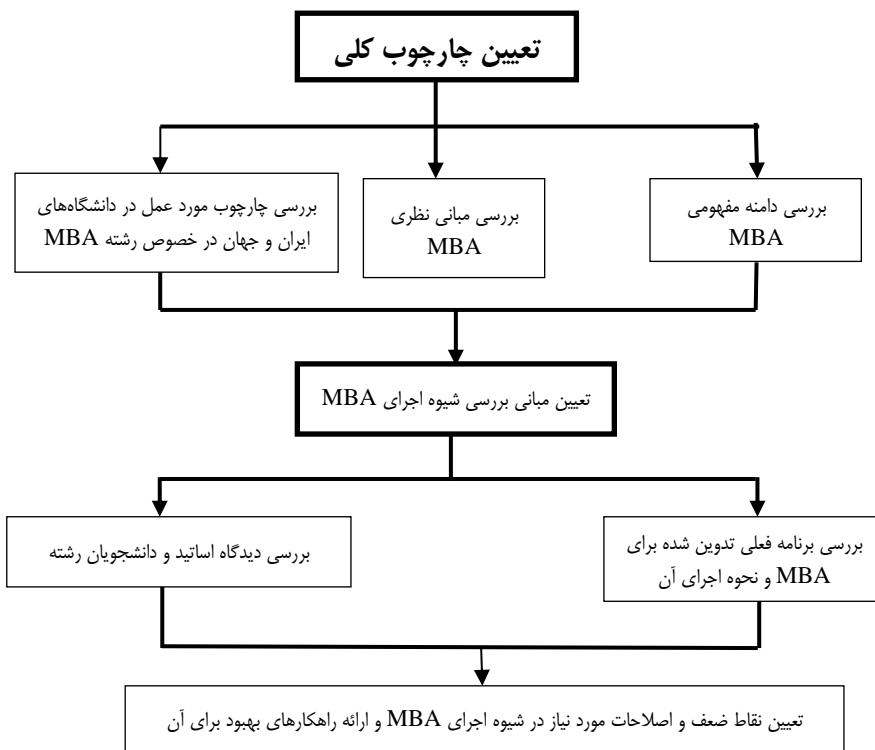 تعیین چارچوب کلی
بررسی دامنه مفهومی
MBA
بررسی مبانی نظری
MBA
بررسی چارچوب مورد عمل در دانشگاه‌های
ایران و جهان در خصوص رشته MBA
تعیین مبانی بررسی شیوه اجرای MBA
بررسی برنامه فعلی تدوین شده برای
MBA و نحوه اجرای آن
بررسی دیدگاه اساتید و دانشجویان رشته
تعیین نقاط ضعف و اصلاحات مورد نیاز در شیوه اجرای MBA و ارائه راهکارهای بهبود برای آن